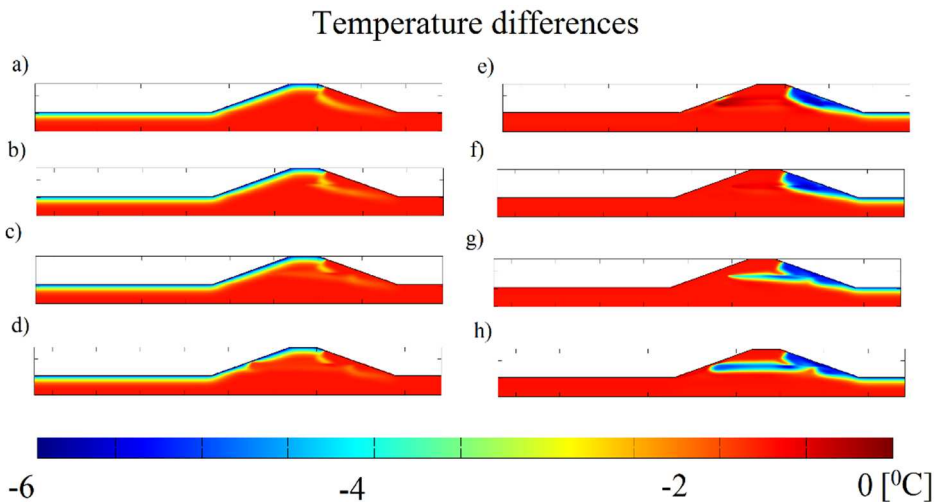 Temperature differences
a)
e)
b)
f)
c)
g)
d)
h)
-6 -4 -2 0 [⁰C]